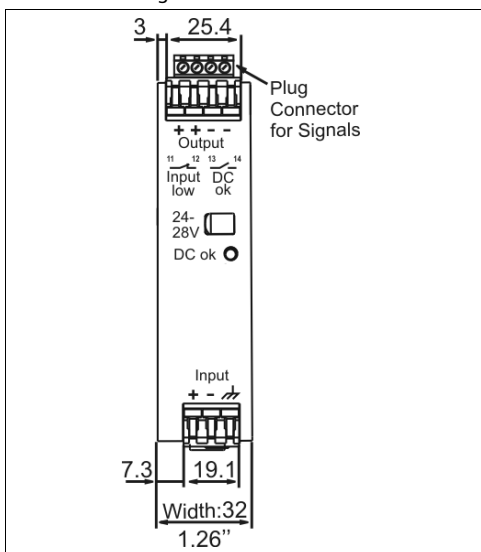 3 25.4
Plug
Connector
for Signals
+ + - -
Output
11 12 13 14
Input DC
low ok
24-
28V
DC ok
Input
+ -
7.3 19.1
Width:32
1.26”